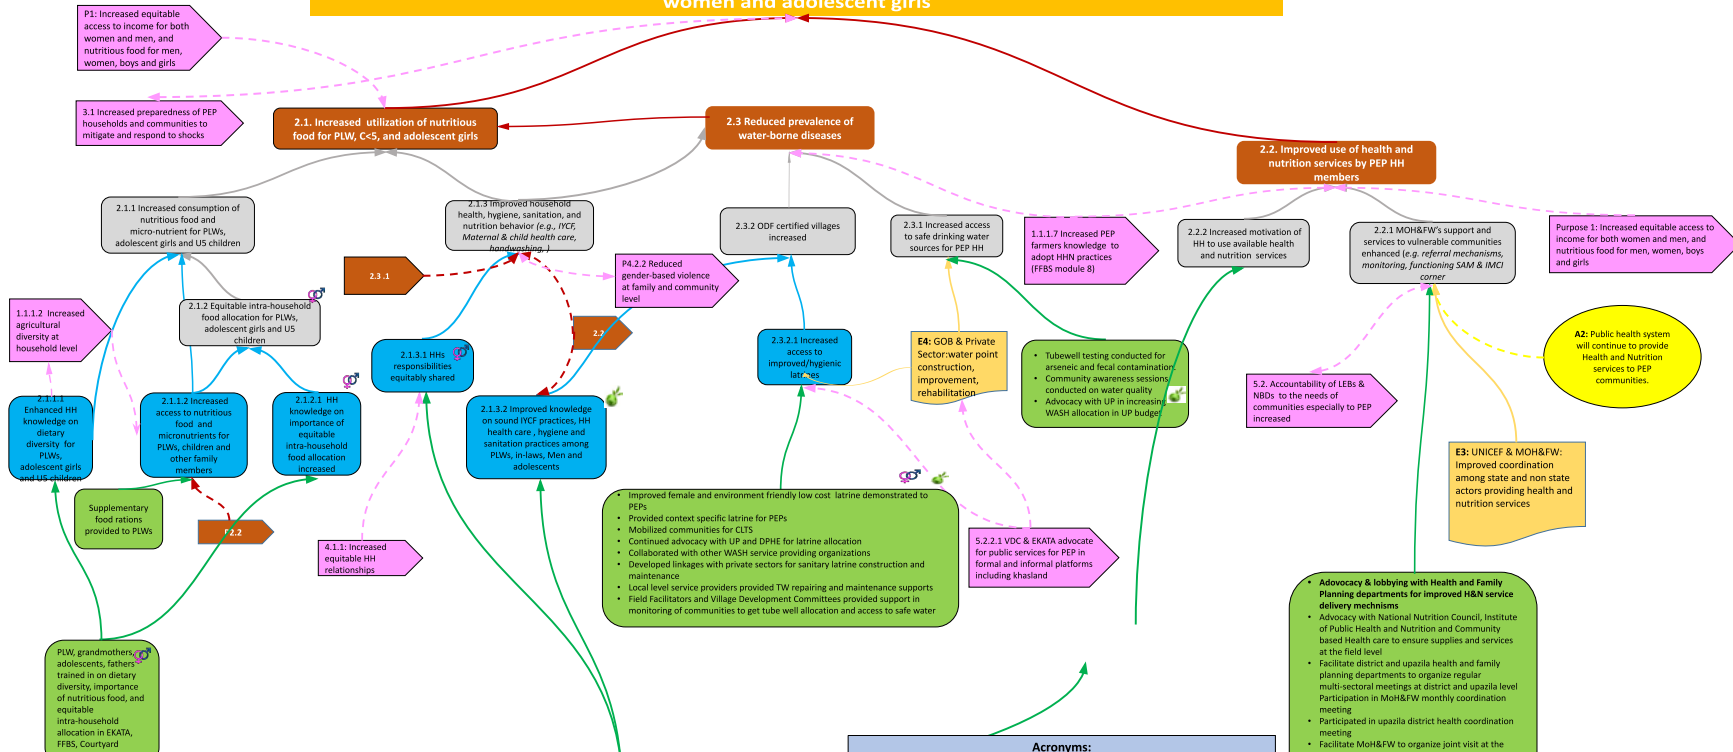 women and adolescent girls
P1: Increased equitable
access to income for both
women and men, and
nutritious food for men,
women, boys and girls
3.1 Increased preparedness of PEP
households and communities to
mitigate and respond to shocks
2.1. Increased utilization of nutritious
food for PLW, C<5, and adolescent girls
2.3 Reduced prevalence of
water-borne diseases
2.2. Improved use of health and
nutrition services by PEP HH
members
2.1.1 Increased consumption of
nutritious food and
micro-nutrient for PLWs,
adolescent girls and U5 children
2.1.3 Improved household
health, hygiene, sanitation, and
nutrition behavior (e.g., IYCF,
Maternal & child health care,
handwashing, )
2.3.2 ODF certified villages
increased
2.3.1 Increased access
to safe drinking water
sources for PEP HH
1.1.1.7 Increased PEP
farmers knowledge to
adopt HHN practices
(FFBS module 8)
2.2.2 Increased motivation of
HH to use available health
and nutrition services
2.2.1 MOH&FW's support and
services to vulnerable communities
enhanced (e.g. referral mechanisms,
monitoring, functioning SAM & IMCI
corner
Purpose 1: Increased equitable access to
income for both women and men, and
nutritious food for men, women, boys
and girls
2.3 .1
P4.2.2 Reduced
gender-based violence
at family and community
level
1.1.1.2 Increased
agricultural
diversity at
household level
2.1.2 Equitable intra-household
food allocation for PLWs,
adolescent girls and U5
children
2.2
2.1.3.1 HHs
responsibilities
equitably shared
2.3.2.1 Increased
access to
improved/hygienic
latrines
E4: GOB & Private
Sector:water point
construction,
improvement,
rehabilitation
• Tubewell testing conducted for
arseneic and fecal contamination.
• Community awareness sessions
conducted on water quality
• Advocacy with UP in increasing
WASH allocation in UP budget
A2: Public health system
will continue to provide
Health and Nutrition
services to PEP
communities.
5.2. Accountability of LEBs &
NBDs to the needs of
communities especially to PEP
increased
2.1.1.1
Enhanced HH
knowledge on
dietary
diversity for
PLWs,
adolescent girls
and U5 children
2.1.1.2 Increased
access to nutritious
food and
micronutrients for
PLWs, children and
other family
members
2.1.2.1 HH
knowledge on
importance of
equitable
intra-household
food allocation
increased
2.1.3.2 Improved knowledge
on sound IYCF practices, HH
health care , hygiene and
sanitation practices among
PLWs, in-laws, Men and
adolescents
E3: UNICEF & MOH&FW:
Improved coordination
among state and non state
actors providing health and
nutrition services
Supplementary
food rations
provided to PLWs
P2.2
4.1.1: Increased
equitable HH
relationships
• Improved female and environment friendly low cost latrine demonstrated to
PEPs
• Provided context specific latrine for PEPs
• Mobilized communities for CLTS
• Continued advocacy with UP and DPHE for latrine allocation
• Collaborated with other WASH service providing organizations
• Developed linkages with private sectors for sanitary latrine construction and
maintenance
• Local level service providers provided TW repairing and maintenance supports
• Field Facilitators and Village Development Committees provided support in
monitoring of communities to get tube well allocation and access to safe water
5.2.2.1 VDC & EKATA advocate
for public services for PEP in
formal and informal platforms
including khasland
• Adovocacy & lobbying with Health and Family
Planning departments for improved H&N service
delivery mechnisms
• Advocacy with National Nutrition Council, Institute
of Public Health and Nutrition and Community
based Health care to ensure supplies and services
at the field level
• Facilitate district and upazila health and family
planning departments to organize regular
multi-sectoral meetings at district and upazila level
Participation in MoH&FW monthly coordination
meeting
• Participated in upazila district health coordination
meeting
• Facilitate MoH&FW to organize joint visit at the
PLW, grandmothers,
adolescents, fathers
trained in on dietary
diversity, importance
of nutritious food, and
equitable
intra-household
allocation in EKATA,
FFBS, Courtyard
Acronyms: